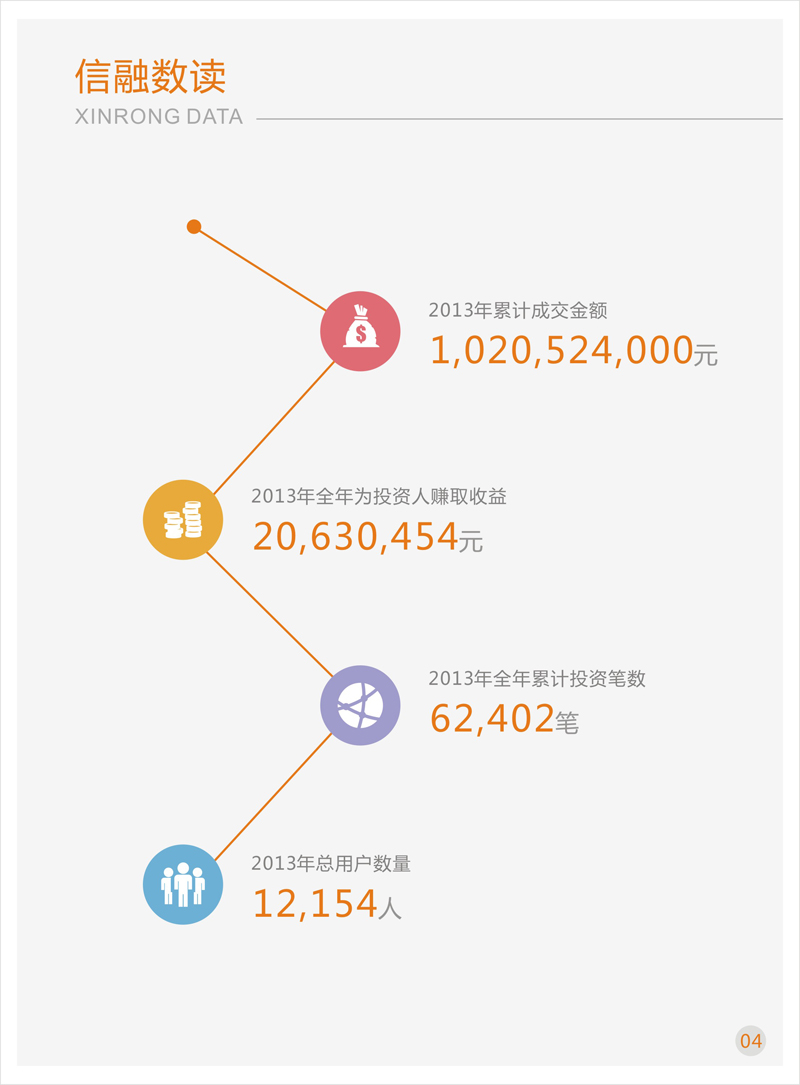 信融数读
XINRONG DATA
2013年累计成交金额
1,020,524,000元
2013年全年为投资人赚取收益
20,630,454元
2013年全年累计投资笔数
62,402笔
2013年总用户数量
12,154人
04